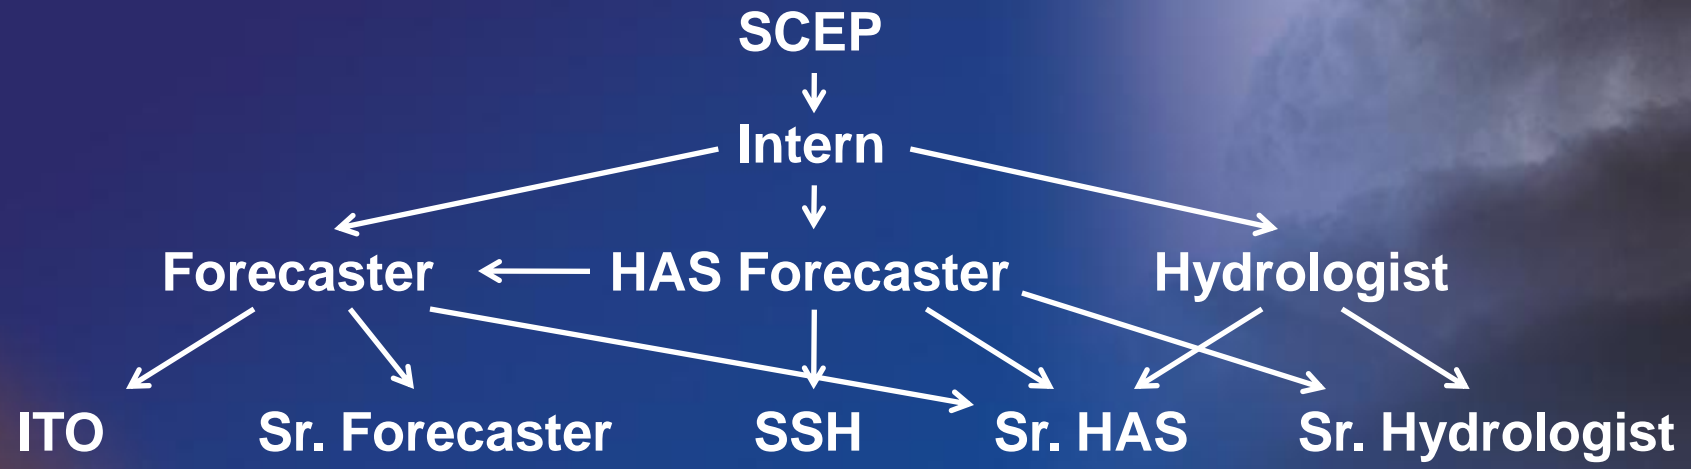 SCEP
Intern
Forecaster HAS Forecaster Hydrologist
ITO Sr. Forecaster SSH Sr. HAS Sr. Hydrologist